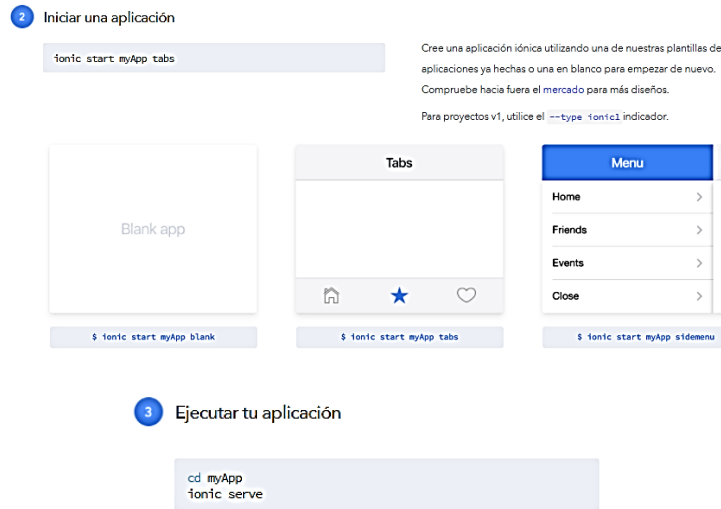 2 Iniciar una aplicación
ionic start myApp tabs
Cree una aplicación iónica utilizando una de nuestras plantillas de
aplicaciones ya hechas o una en blanco para empezar de nuevo.
Compruebe hacia fuera el mercado para más diseños.
Para proyectos v1, utilice el --type ionic1 indicador.
Blank app
$ ionic start myApp blank
Tabs
$ ionic start myApp tabs
Menu
Home
Friends
Events
Close
$ ionic start myApp sidemenu
3 Ejecutar tu aplicación
cd myApp
ionic serve